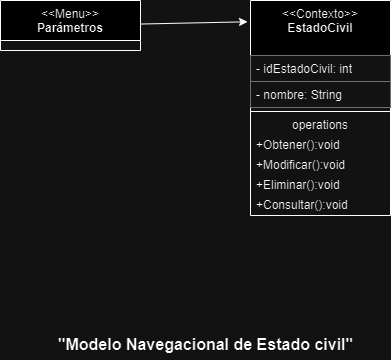 <<Menu>>
Parámetros
<<Contexto>>
EstadoCivil
- idEstadoCivil: int
- nombre: String
operations
+Obtener():void
+Modificar():void
+Eliminar():void
+Consultar():void
"Modelo Navegacional de Estado civil"